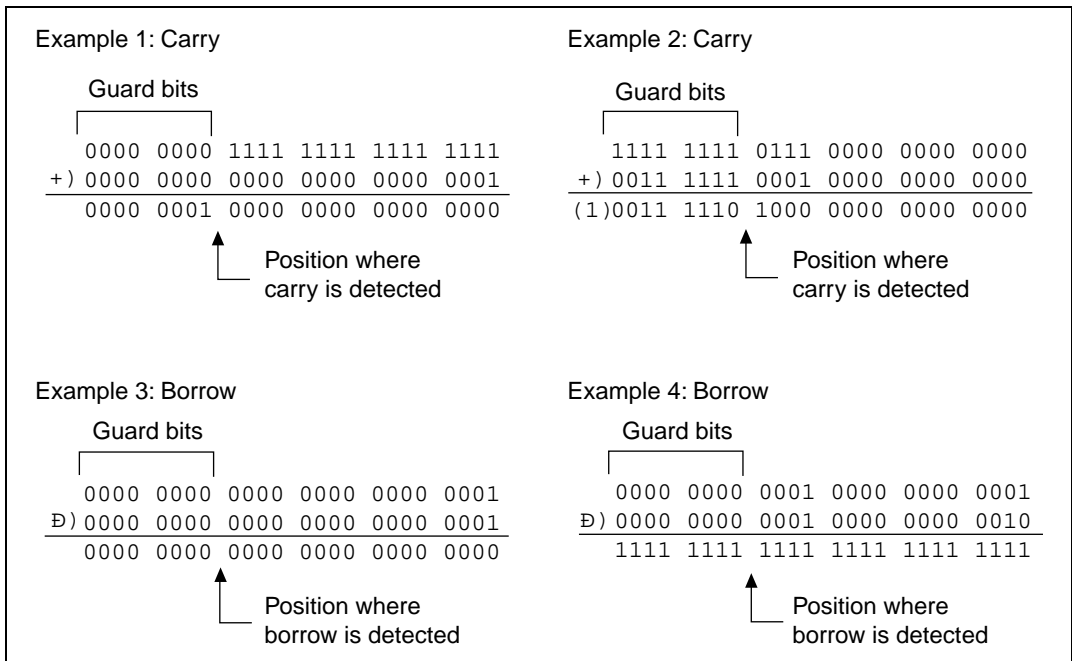 Example 1: Carry
Guard bits
0000 0000 1111 1111 1111 1111
+) 0000 0000 0000 0000 0000 0001
0000 0001 0000 0000 0000 0000
Position where
carry is detected
Example 2: Carry
Guard bits
1111 1111 0111 0000 0000 0000
+) 0011 1111 0001 0000 0000 0000
(1)0011 1110 1000 0000 0000 0000
Position where
carry is detected
Example 3: Borrow
Guard bits
0000 0000 0000 0000 0000 0001
Ð) 0000 0000 0000 0000 0000 0001
0000 0000 0000 0000 0000 0000
Position where
borrow is detected
Example 4: Borrow
Guard bits
0000 0000 0001 0000 0000 0001
Ð) 0000 0000 0001 0000 0000 0010
1111 1111 1111 1111 1111 1111
Position where
borrow is detected